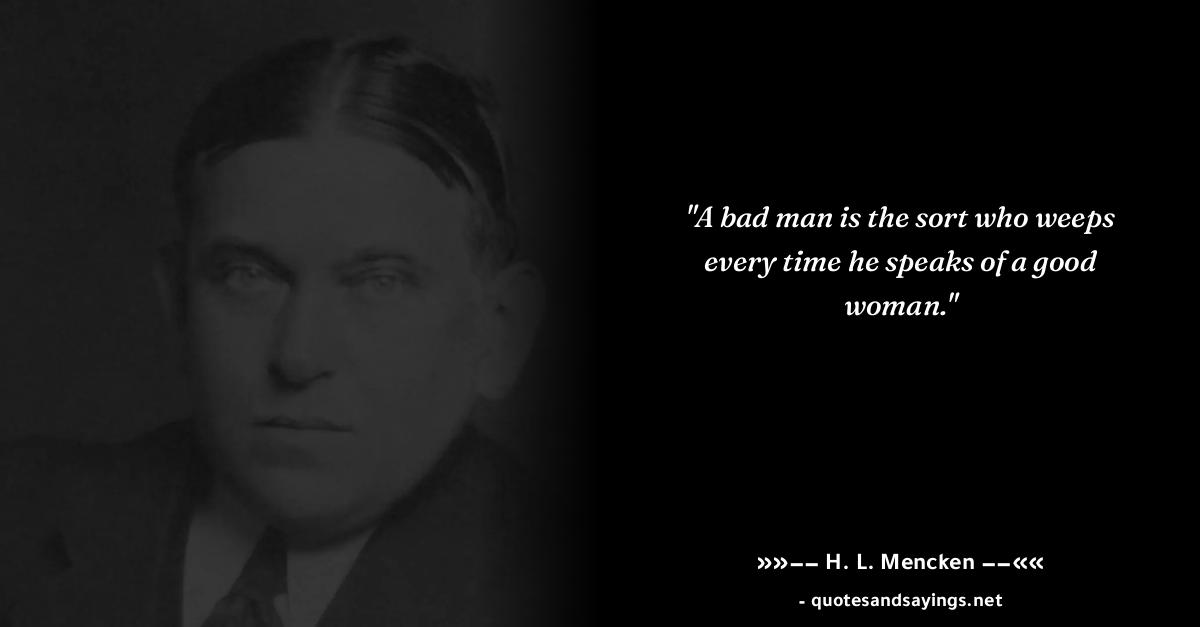 "A bad man is the sort who weeps
every time he speaks of a good
woman."
»»–– H. L. Mencken ––««
- quotesandsayings.net